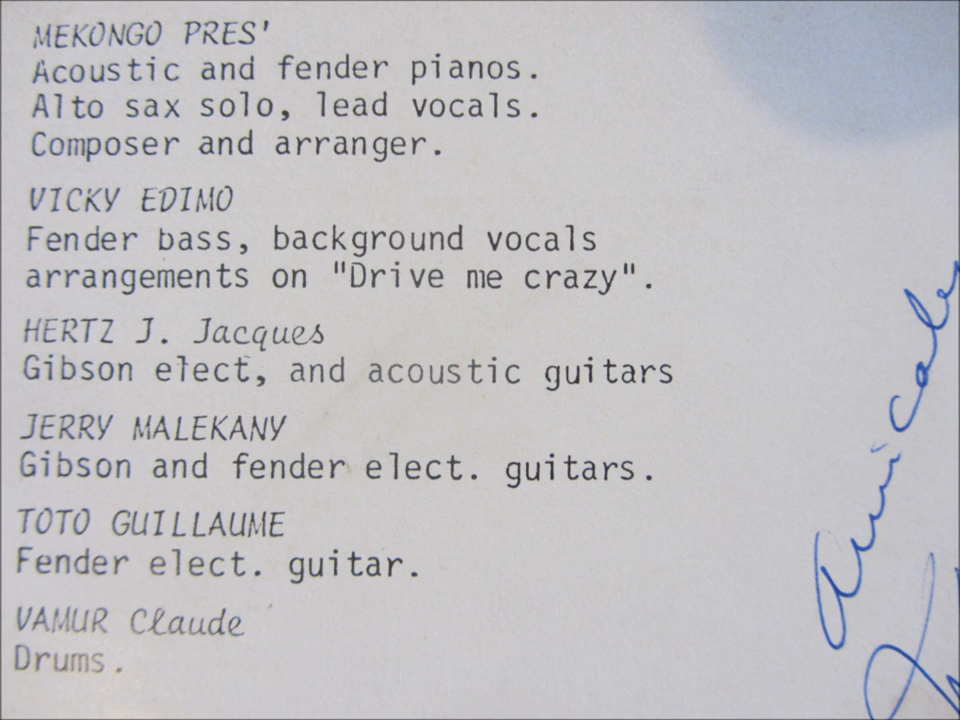 MEKONGO PRES'
Acoustic and fender pianos.
Alto sax solo, lead vocals.
Composer and arranger.
VICKY EDIMO
Fender bass, background vocals
arrangements on "Drive me crazy".
HERTZ J. Jacques
Gibson elect, and acoustic guitars
JERRY MALEKANY
Gibson and fender elect. guitars.
TOTO GUILLAUME
Fender elect. guitar.
VAMUR Claude
Drums.